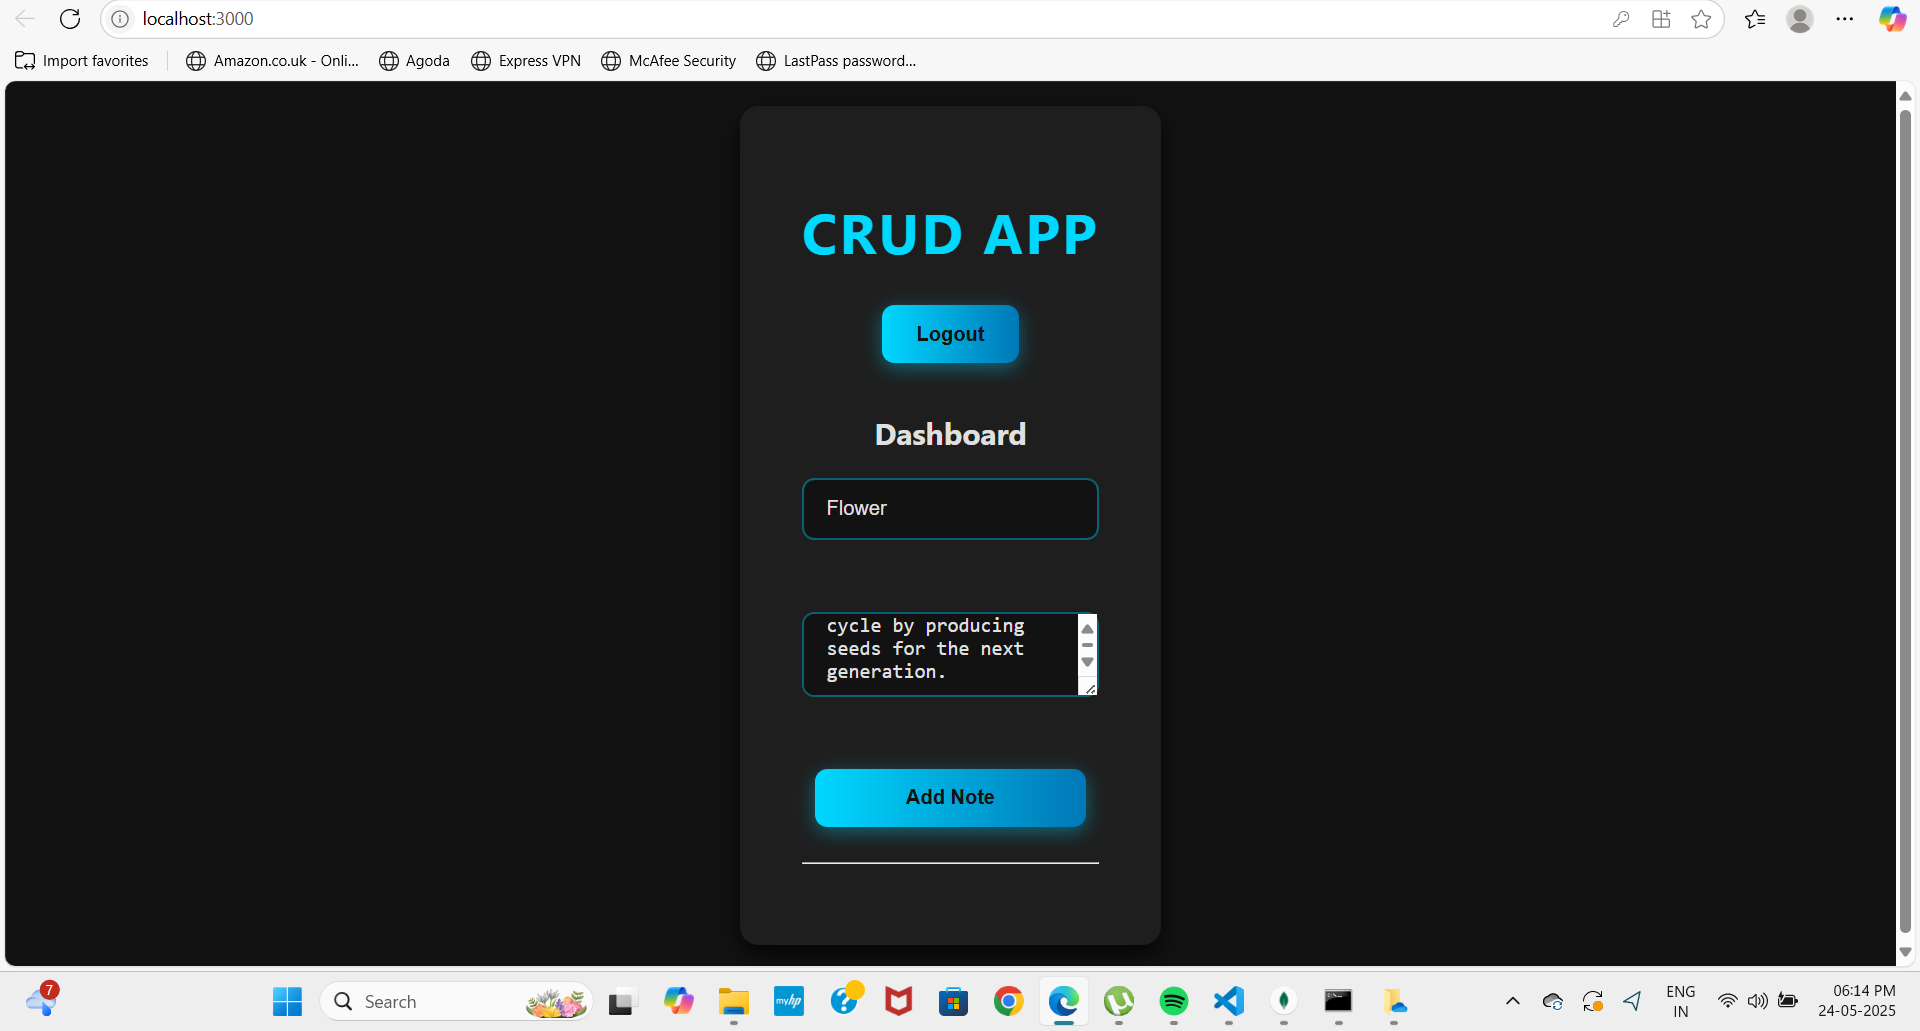 localhost:3000
Import favorites
Amazon.co.uk - Onli...
Agoda
Express VPN
McAfee Security
LastPass password...
CRUD APP
Logout
Dashboard
Flower
cycle by producing
seeds for the next
generation.
Add Note
7
Search
myhp
ENG
IN
06:14 PM
24-05-2025